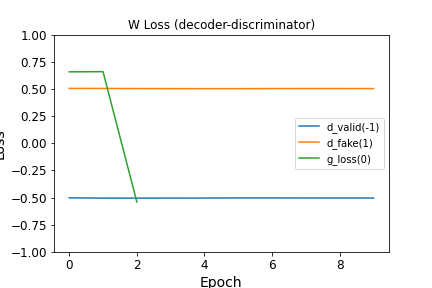 W Loss (decoder-discriminator)
1.00
0.75
0.50
0.25
0.00
−0.25
−0.50
−0.75
−1.00
Loss
d_valid(-1)
d_fake(1)
g_loss(0)
0 2 4 6 8
Epoch